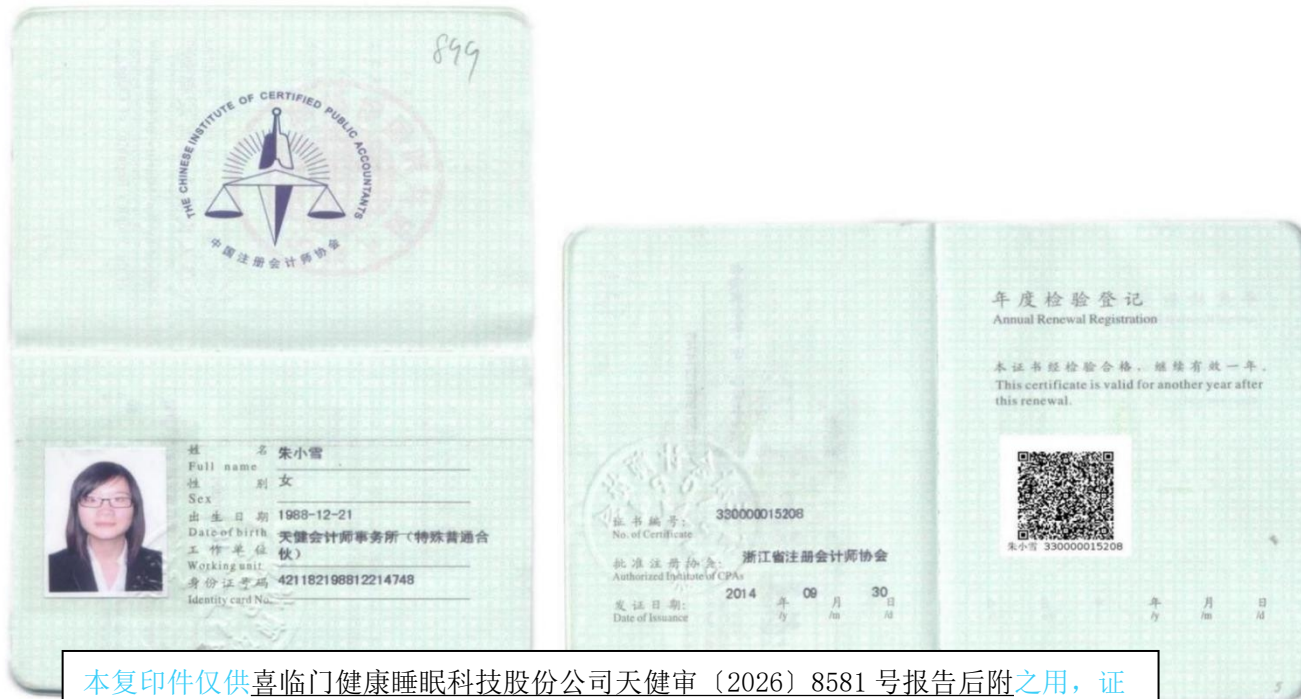 899
THE CHINESE INSTITUTE OF CERTIFIED PUBLIC ACCOUNTANTS
中国注册会计师协会
姓 名 朱小雪
Full name
性 别 女
Sex
出生日期 1988-12-21
Date of birth
工作单位 天健会计师事务所（特殊普通合
伙）
Working unit
身份证号码 421182198812214748
Identity card No.
证书编号: 330000015208
No. of Certificate
批准注册协会: 浙江省注册会计师协会
Authorized Institute of CPAs
发证日期: 2014 年 09 月 30 日
Date of Issuance /y /m /d
年度检验登记
Annual Renewal Registration
本证书经检验合格，继续有效一年。
This certificate is valid for another year after
this renewal.
朱小雪 330000015208
年 月 日
/y /m /d
5
本复印件仅供喜临门健康睡眠科技股份公司天健审〔2026〕8581 号报告后附之用，证